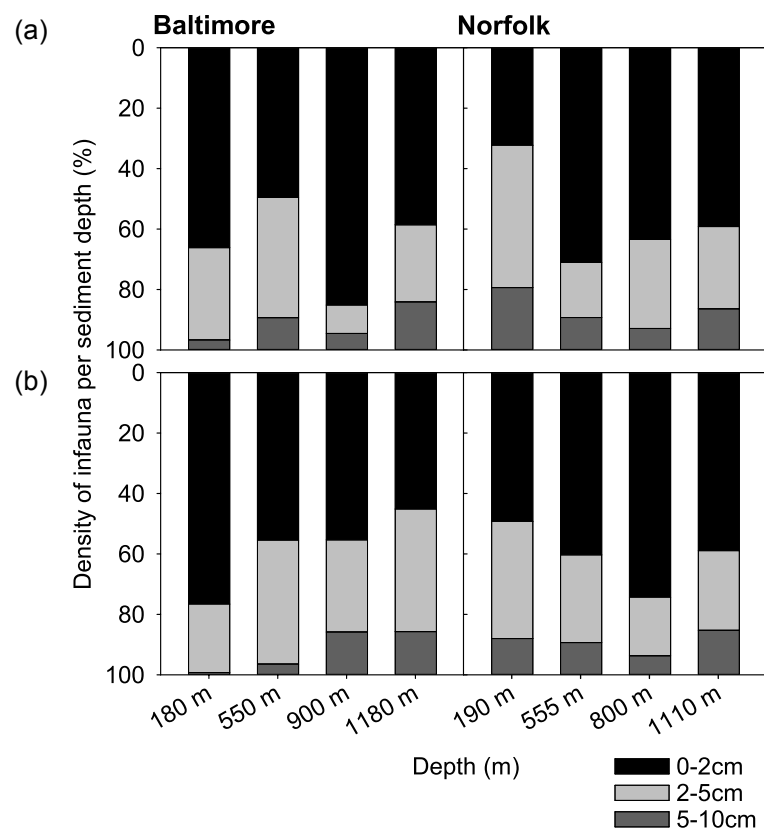 (a)
Baltimore Norfolk
0
20
40
60
80
100
(b)
0
20
40
60
80
100
Density of infauna per sediment depth (%)
180 m 550 m 900 m 1180 m 190 m 555 m 800 m 1110 m
Depth (m)
0-2cm
2-5cm
5-10cm